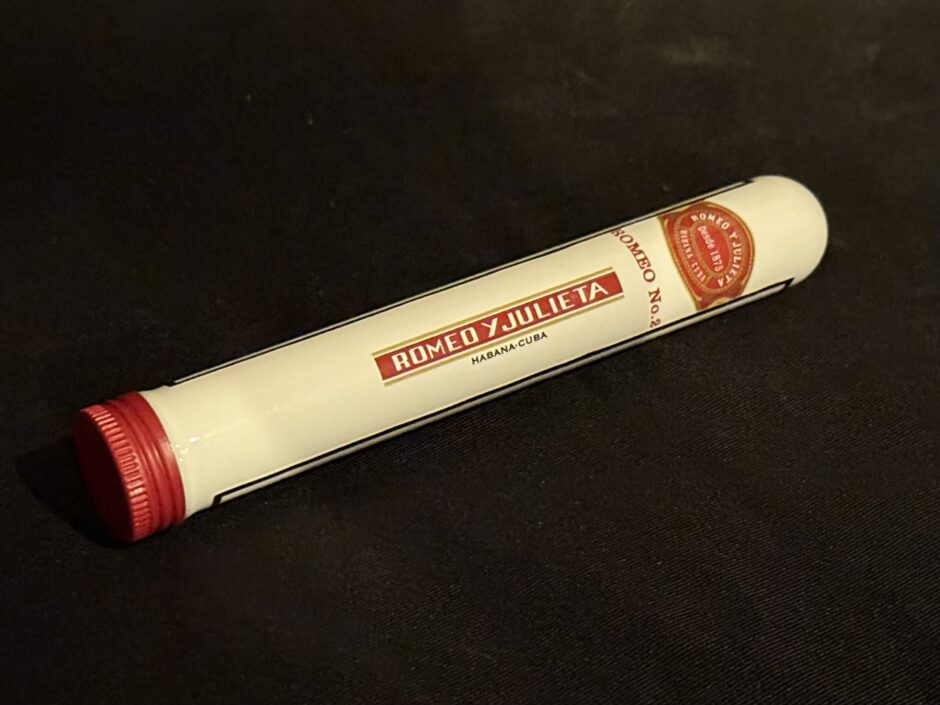 ROMEO Y JULIETA
HABANA·CUBA
ROMEO No.2
ROMEO Y JULIETA
Desde 1875
HABANA·CUBA